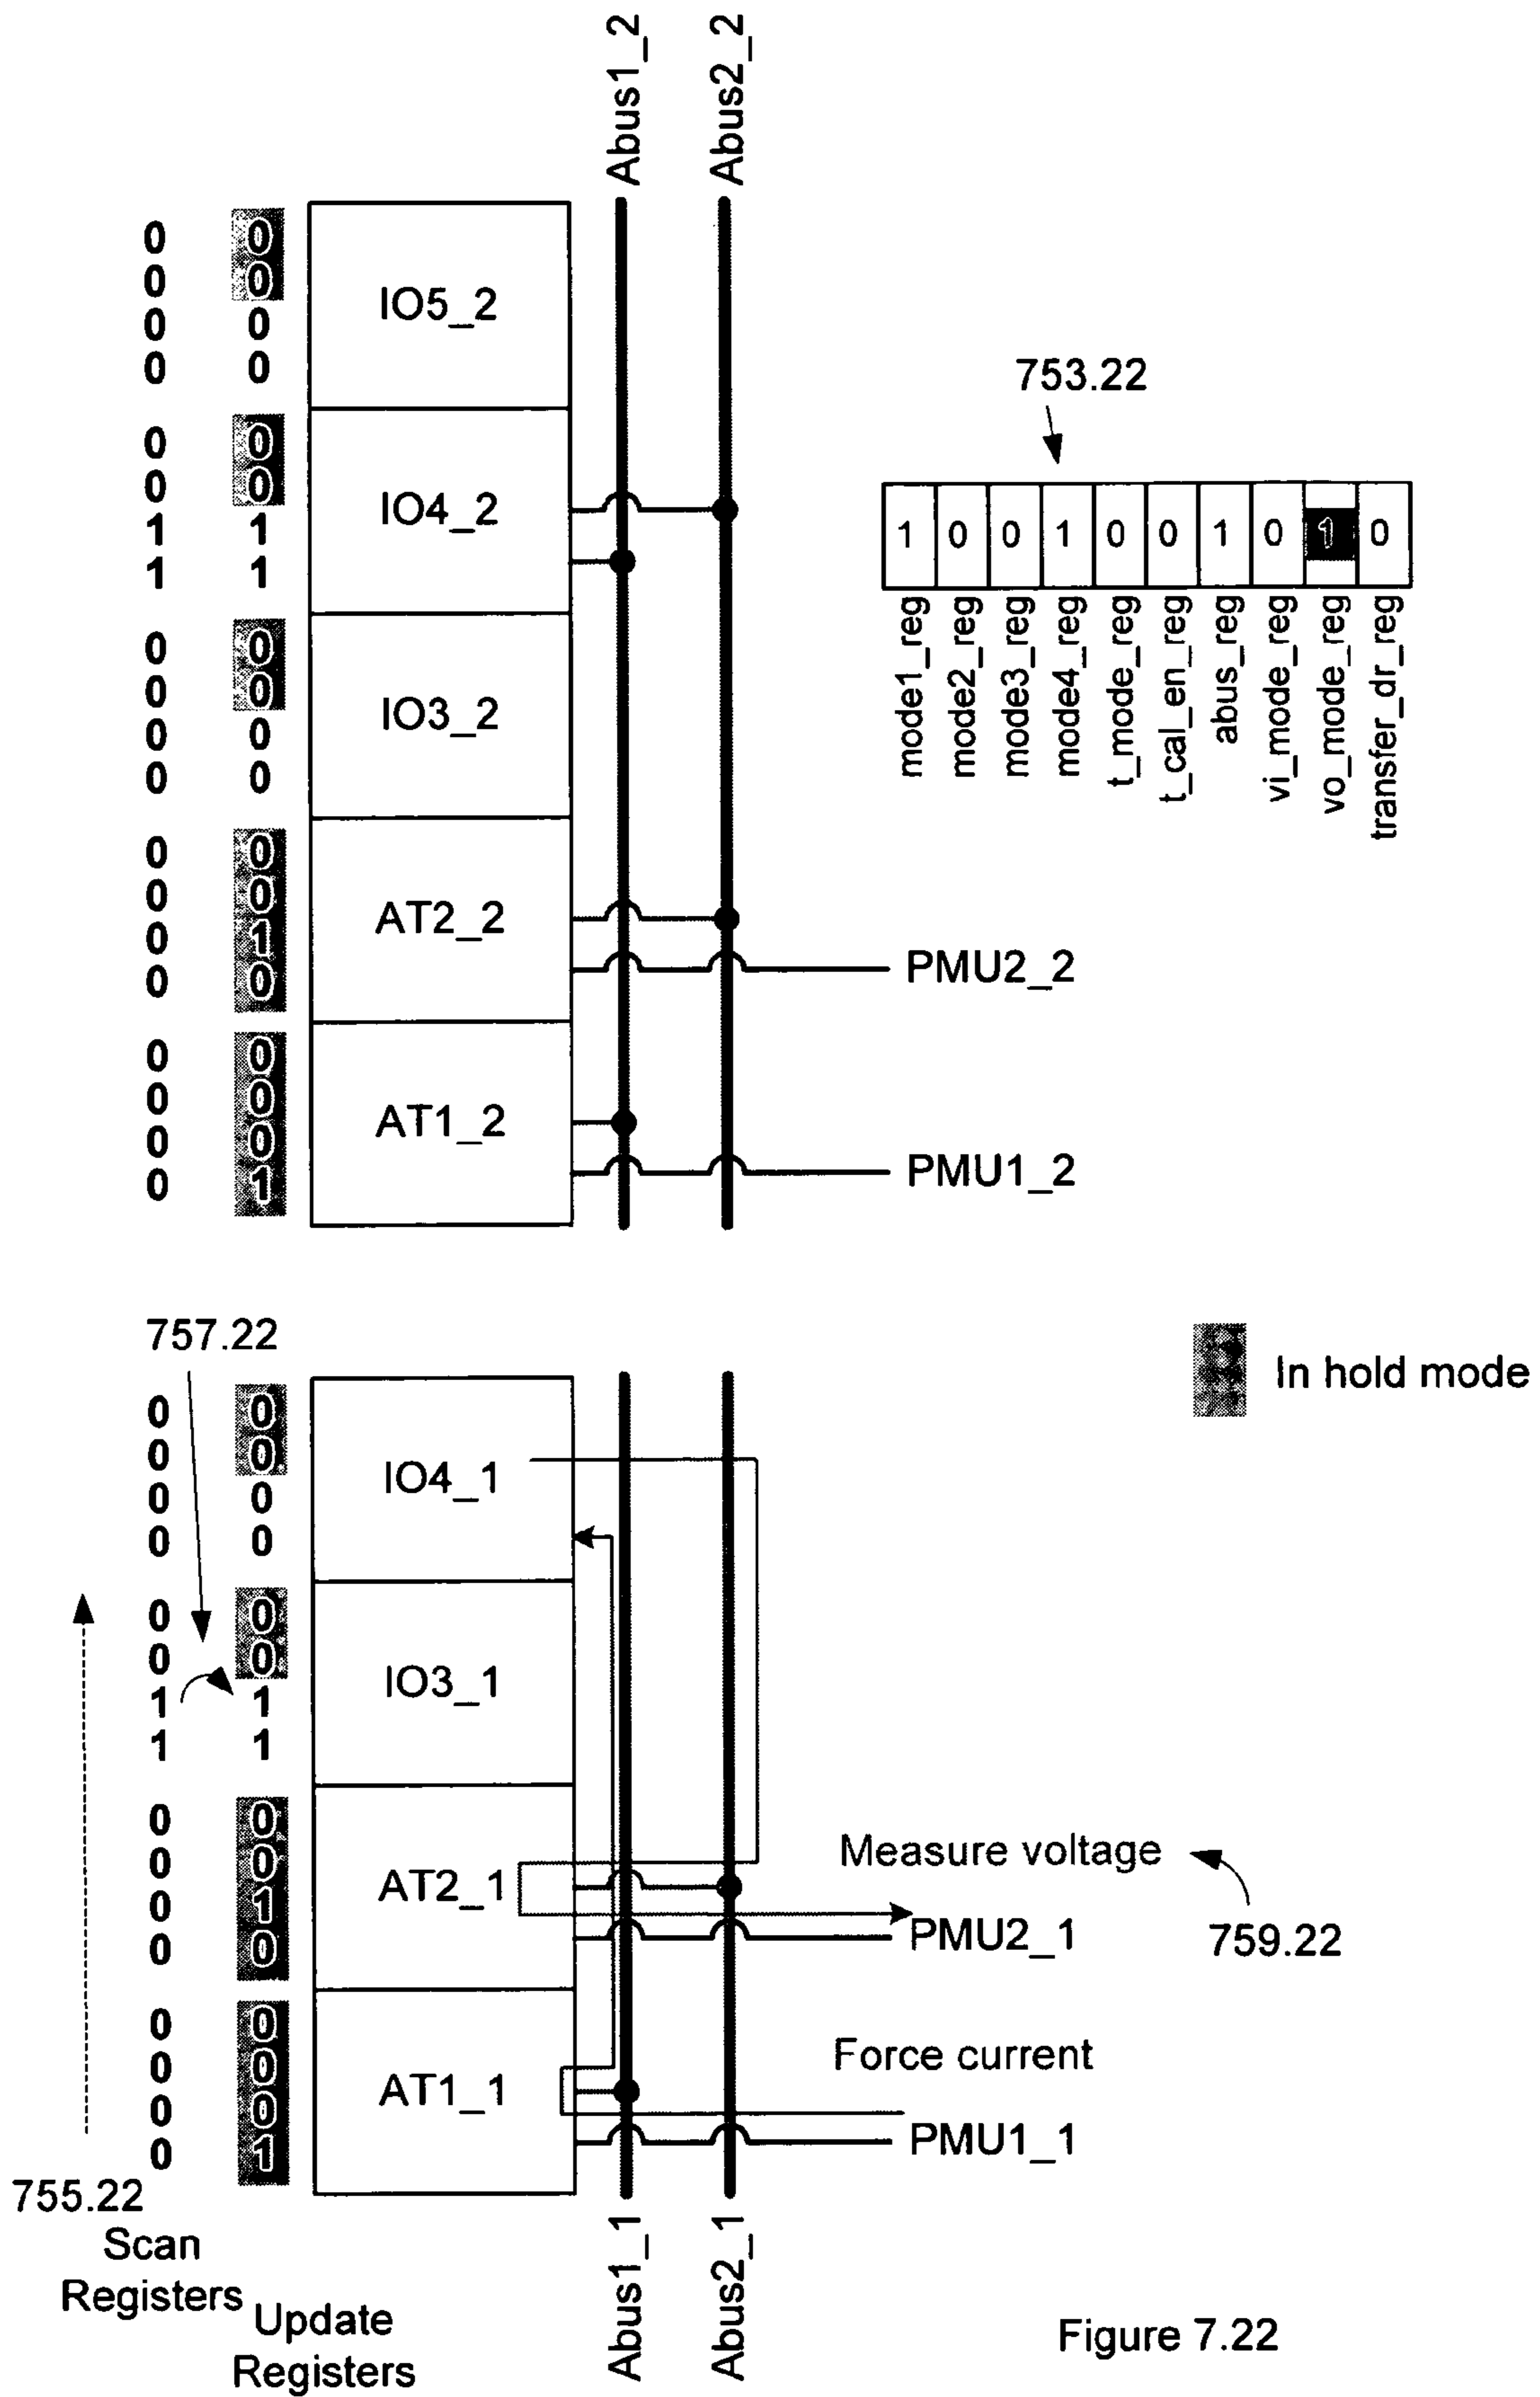 Abus1_2
Abus2_2
0 0
0 0
0 0
0 0
IO5_2
0 0
0 0
1 1
1 1
IO4_2
0 0
0 0
0 0
0 0
IO3_2
0 0
0 0
0 1
0 0
AT2_2
PMU2_2
0 0
0 0
0 0
0 1
AT1_2
PMU1_2
753.22
1 0 0 1 0 0 1 0 1 0
mode1_reg
mode2_reg
mode3_reg
mode4_reg
t_mode_reg
t_cal_en_reg
abus_reg
vi_mode_reg
vo_mode_reg
transfer_dr_reg
757.22
In hold mode
0 0
0 0
0 0
0 0
IO4_1
0 0
0 0
1 1
1 1
IO3_1
0 0
0 0
0 1
0 0
AT2_1
Measure voltage
PMU2_1
759.22
0 0
0 0
0 0
0 1
AT1_1
Force current
PMU1_1
755.22
Scan
Registers
Update
Registers
Abus1_1
Abus2_1
Figure 7.22